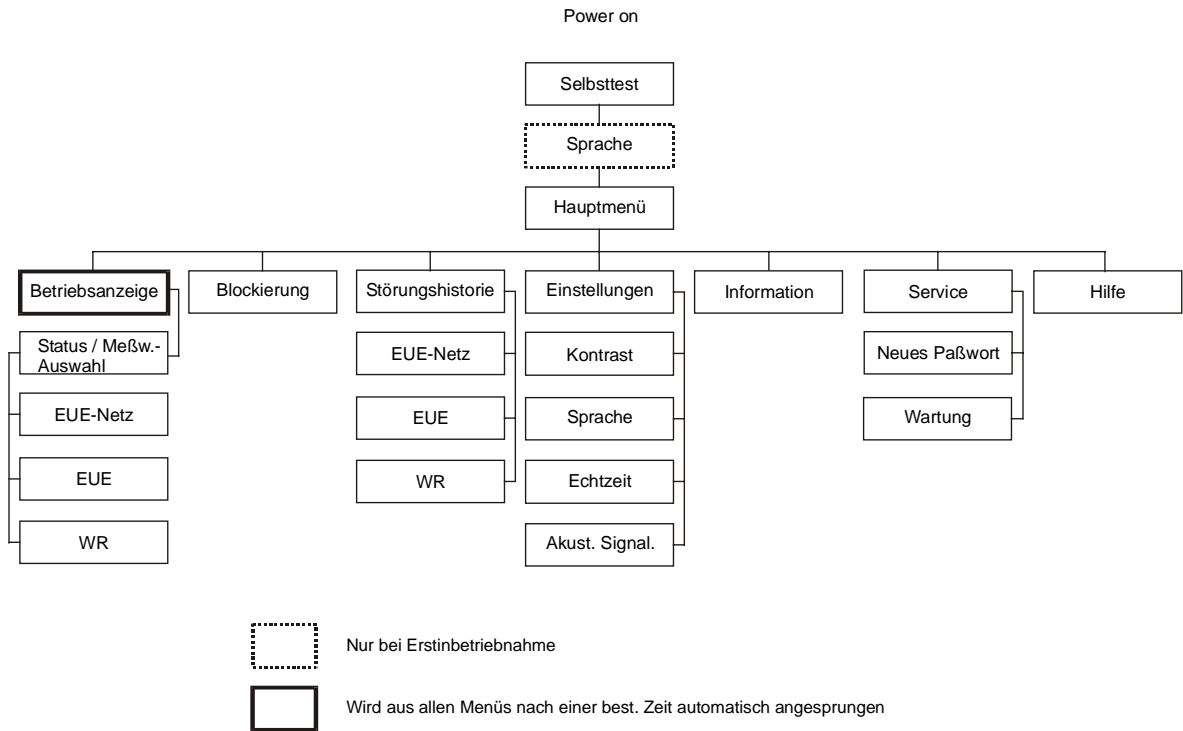 Power on
Selbsttest
Sprache
Hauptmenü
Betriebsanzeige
Blockierung
Störungshistorie
Einstellungen
Information
Service
Hilfe
Status / Meßw.-
Auswahl
EUE-Netz
Kontrast
Neues Paßwort
EUE-Netz
EUE
Sprache
Wartung
EUE
WR
Echtzeit
WR
Akust. Signal.
Nur bei Erstinbetriebnahme
Wird aus allen Menüs nach einer best. Zeit automatisch angesprungen